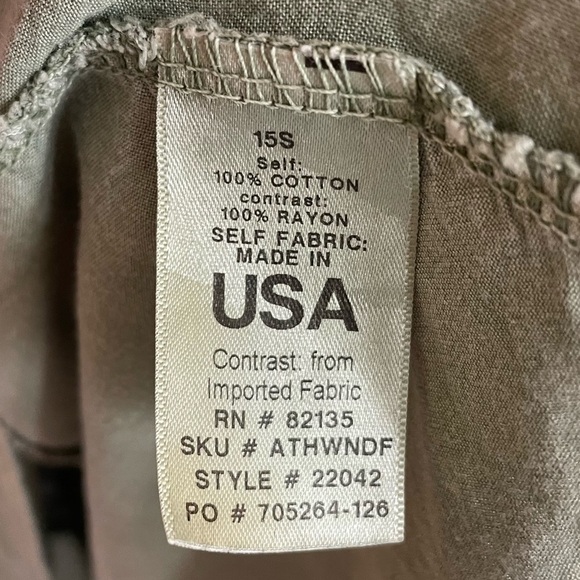 15S
Self:
100% COTTON
contrast:
100% RAYON
SELF FABRIC:
MADE IN
USA
Contrast: from
Imported Fabric
RN # 82135
SKU # ATHWNDF
STYLE # 22042
PO # 705264-126